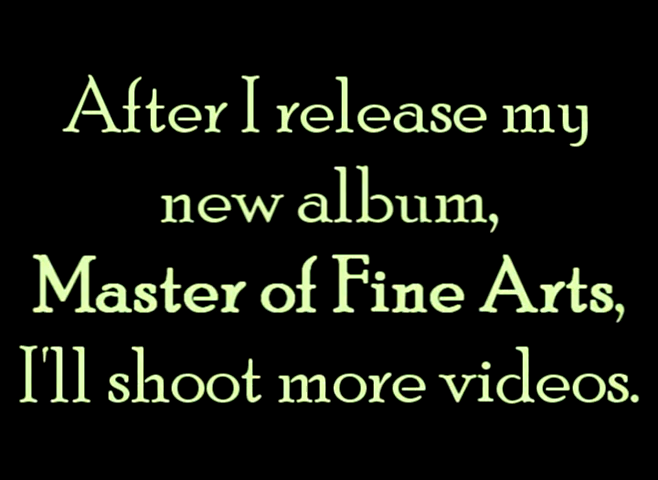 After I release my
new album,
Master of Fine Arts,
I'll shoot more videos.